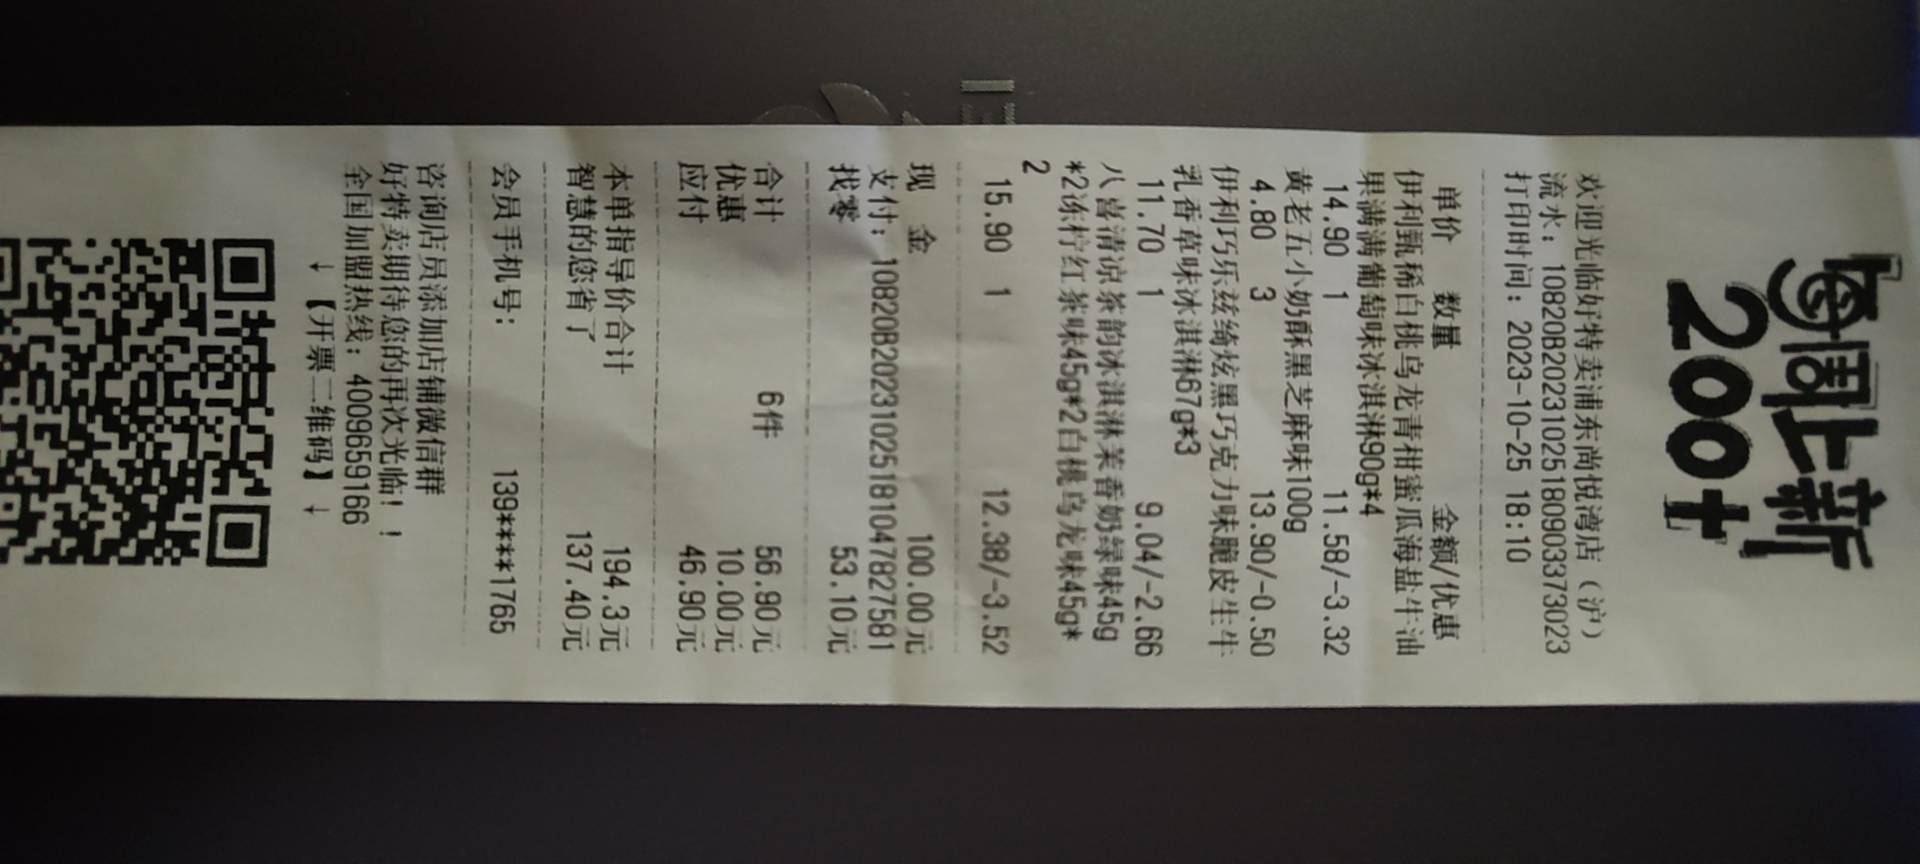 每周上新
200+
欢迎光临好特卖浦东尚悦湾店（沪）
流水：10820B20231025180903373023
打印时间：2023-10-25 18:10
单价 数量 金额/优惠
伊利甄稀白桃乌龙青柑蜜瓜海盐牛油
果满满葡萄味冰淇淋90g*4
14.90 1 11.58/-3.32
黄老五小奶酥黑芝麻味100g
4.80 3 13.90/-0.50
伊利巧乐兹绮炫黑巧克力味脆皮生牛
乳香草味冰淇淋67g*3
11.70 1 9.04/-2.66
八喜清凉茶韵冰淇淋茉香奶绿味45g
*2冻柠红茶味45g*2白桃乌龙味45g*
2
15.90 1 12.38/-3.52
现 金 100.00元
支付：10820B20231025181047827581
找零 53.10元
合计 6件 56.90元
优惠 10.00元
应付 46.90元
本单指导价合计 194.3元
智慧的您省了 137.40元
会员手机号： 139****1765
咨询店员添加店铺微信群
好特卖期待您的再次光临！！
全国加盟热线：4009659166
↓【开票二维码】↓